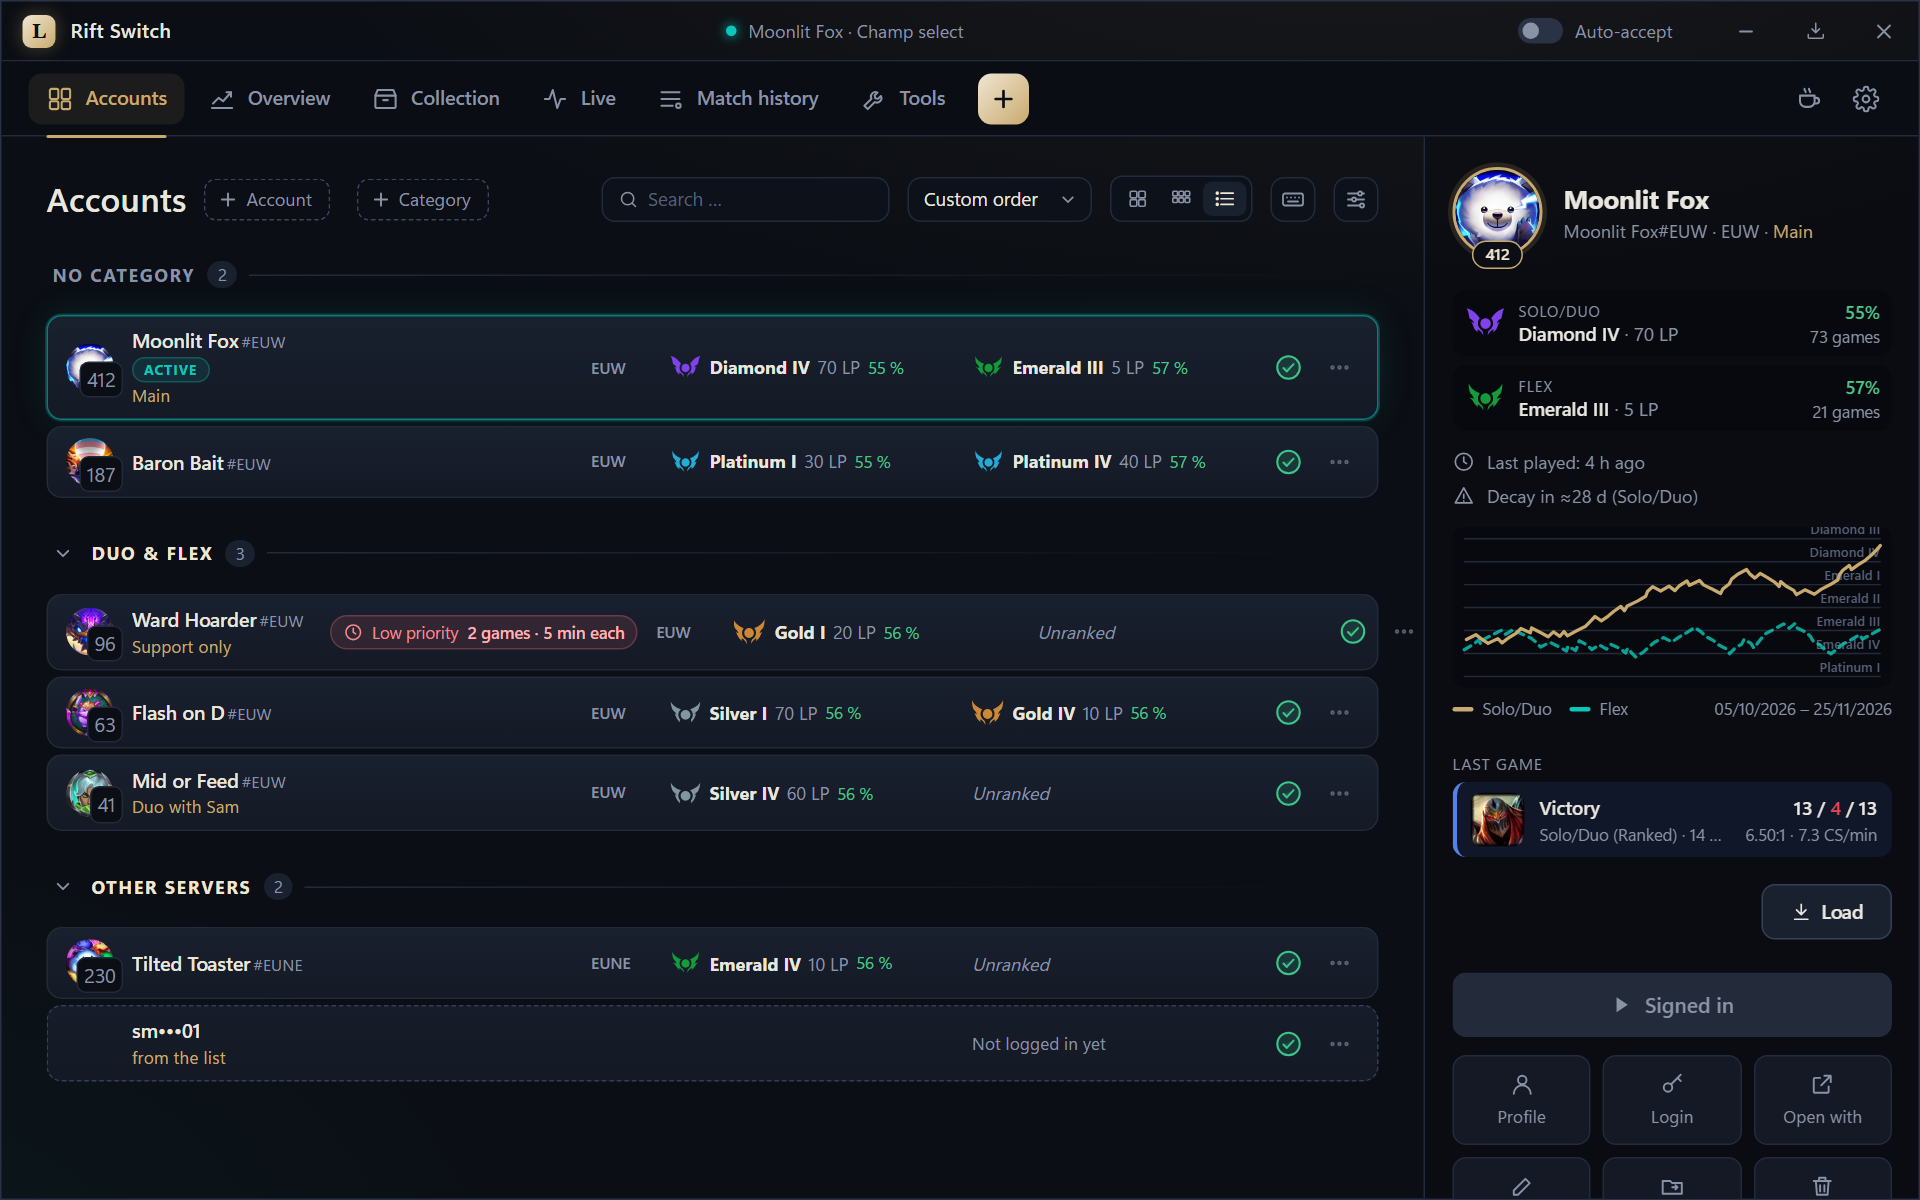 L Rift Switch
Moonlit Fox · Champ select
Auto-accept
Accounts
Overview
Collection
Live
Match history
Tools
Accounts
+ Account
+ Category
Search ...
Custom order
NO CATEGORY 2
Moonlit Fox #EUW
ACTIVE
Main
412
EUW
Diamond IV 70 LP 55 %
Emerald III 5 LP 57 %
187
Baron Bait #EUW
EUW
Platinum I 30 LP 55 %
Platinum IV 40 LP 57 %
DUO & FLEX 3
96
Ward Hoarder #EUW
Support only
Low priority 2 games · 5 min each
EUW
Gold I 20 LP 56 %
Unranked
63
Flash on D #EUW
EUW
Silver I 70 LP 56 %
Gold IV 10 LP 56 %
41
Mid or Feed #EUW
Duo with Sam
EUW
Silver IV 60 LP 56 %
Unranked
OTHER SERVERS 2
230
Tilted Toaster #EUNE
EUNE
Emerald IV 10 LP 56 %
Unranked
sm•••01
from the list
Not logged in yet
Moonlit Fox
Moonlit Fox#EUW · EUW · Main
412
SOLO/DUO
Diamond IV · 70 LP
55%
73 games
FLEX
Emerald III · 5 LP
57%
21 games
Last played: 4 h ago
Decay in ≈28 d (Solo/Duo)
Diamond III
Diamond IV
Emerald I
Emerald II
Emerald III
Emerald IV
Platinum I
Solo/Duo
Flex
05/10/2026 – 25/11/2026
LAST GAME
Victory
13 / 4 / 13
Solo/Duo (Ranked) · 14 ...
6.50:1 · 7.3 CS/min
Load
Signed in
Profile
Login
Open with